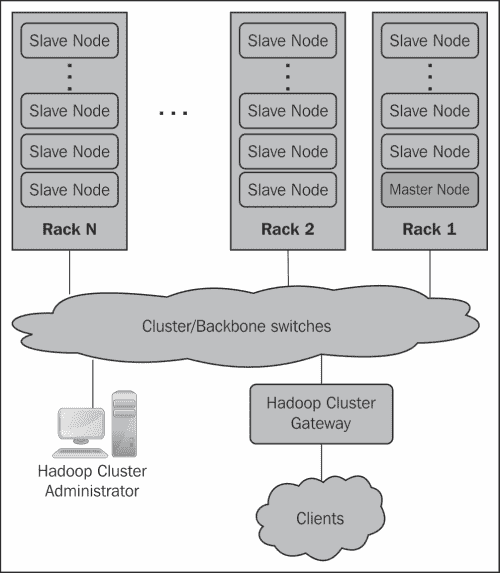 Slave Node
Slave Node
Slave Node
Slave Node
Rack N
...
Slave Node
Slave Node
Slave Node
Slave Node
Rack 2
Slave Node
Slave Node
Slave Node
Master Node
Rack 1
Cluster/Backbone switches
Hadoop Cluster
Administrator
Hadoop Cluster
Gateway
Clients